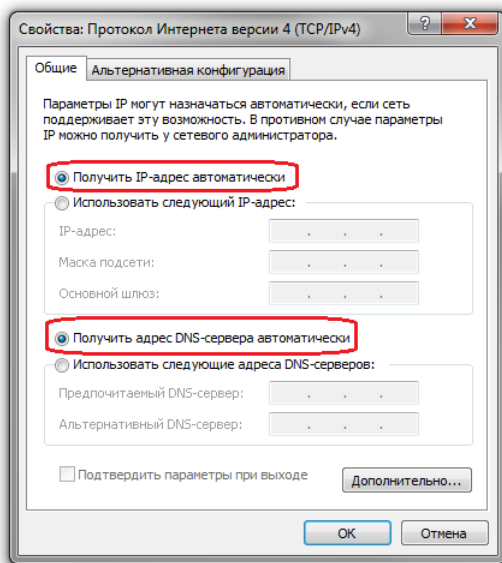 Свойства: Протокол Интернета версии 4 (TCP/IPv4)
Общие
Альтернативная конфигурация
Параметры IP могут назначаться автоматически, если сеть
поддерживает эту возможность. В противном случае параметры
IP можно получить у сетевого администратора.
Получить IP-адрес автоматически
Использовать следующий IP-адрес:
IP-адрес:
Маска подсети:
Основной шлюз:
Получить адрес DNS-сервера автоматически
Использовать следующие адреса DNS-серверов:
Предпочитаемый DNS-сервер:
Альтернативный DNS-сервер:
Подтвердить параметры при выходе
Дополнительно...
ОК
Отмена